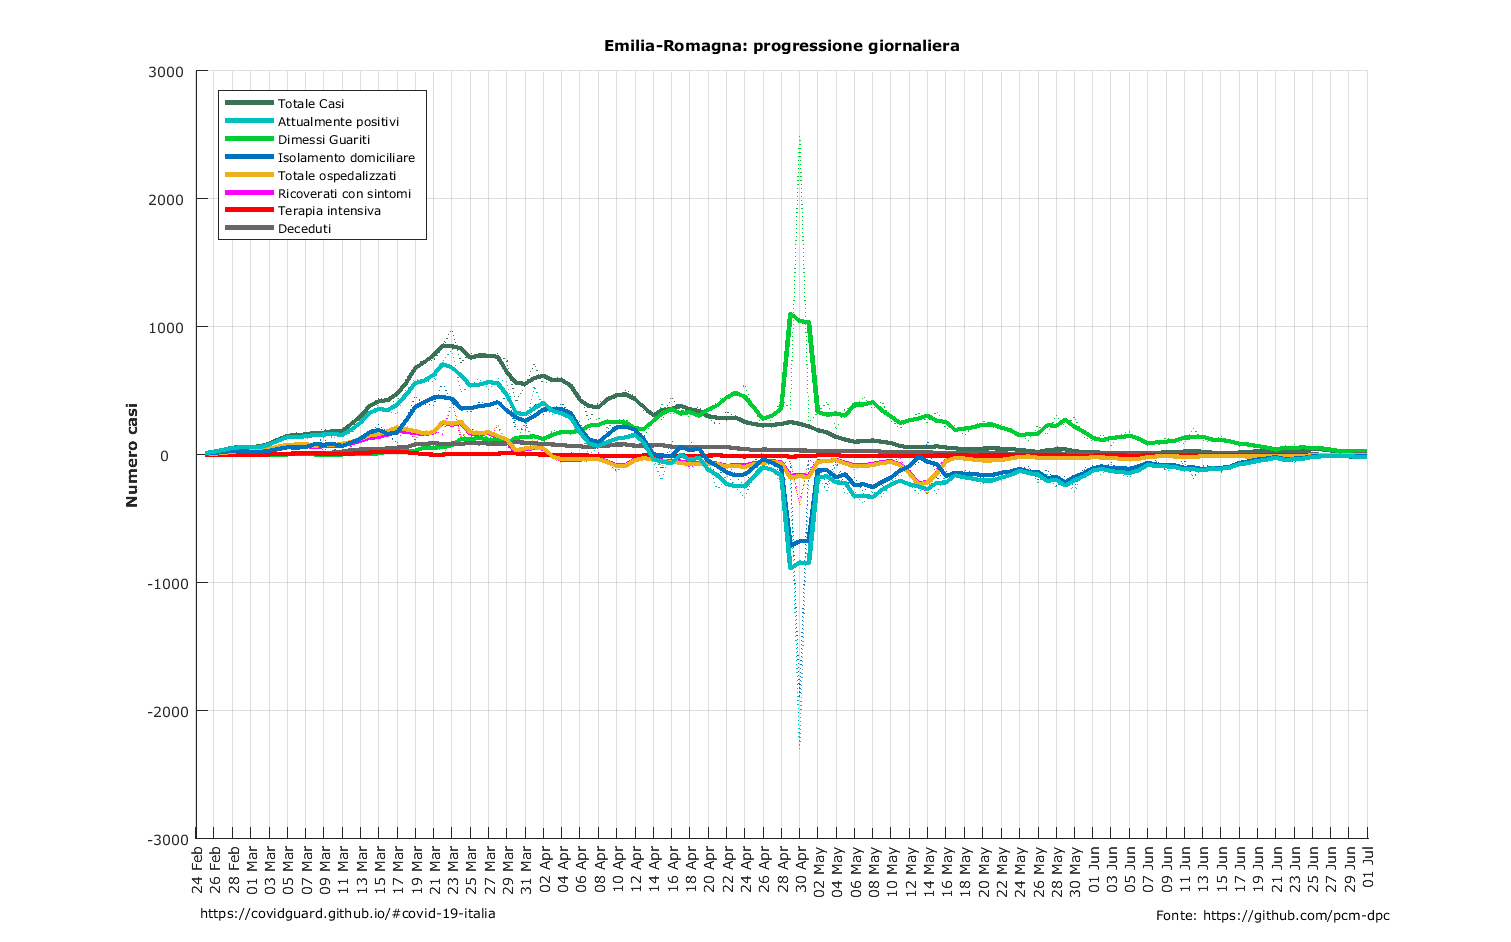 Emilia-Romagna: progressione giornaliera
3000
2000
1000
0
-1000
-2000
-3000
Numero casi
Totale Casi
Attualmente positivi
Dimessi Guariti
Isolamento domiciliare
Totale ospedalizzati
Ricoverati con sintomi
Terapia intensiva
Deceduti
24 Feb
26 Feb
28 Feb
01 Mar
03 Mar
05 Mar
07 Mar
09 Mar
11 Mar
13 Mar
15 Mar
17 Mar
19 Mar
21 Mar
23 Mar
25 Mar
27 Mar
29 Mar
31 Mar
02 Apr
04 Apr
06 Apr
08 Apr
10 Apr
12 Apr
14 Apr
16 Apr
18 Apr
20 Apr
22 Apr
24 Apr
26 Apr
28 Apr
30 Apr
02 May
04 May
06 May
08 May
10 May
12 May
14 May
16 May
18 May
20 May
22 May
24 May
26 May
28 May
30 May
01 Jun
03 Jun
05 Jun
07 Jun
09 Jun
11 Jun
13 Jun
15 Jun
17 Jun
19 Jun
21 Jun
23 Jun
25 Jun
27 Jun
29 Jun
01 Jul
https://covidguard.github.io/#covid-19-italia
Fonte: https://github.com/pcm-dpc